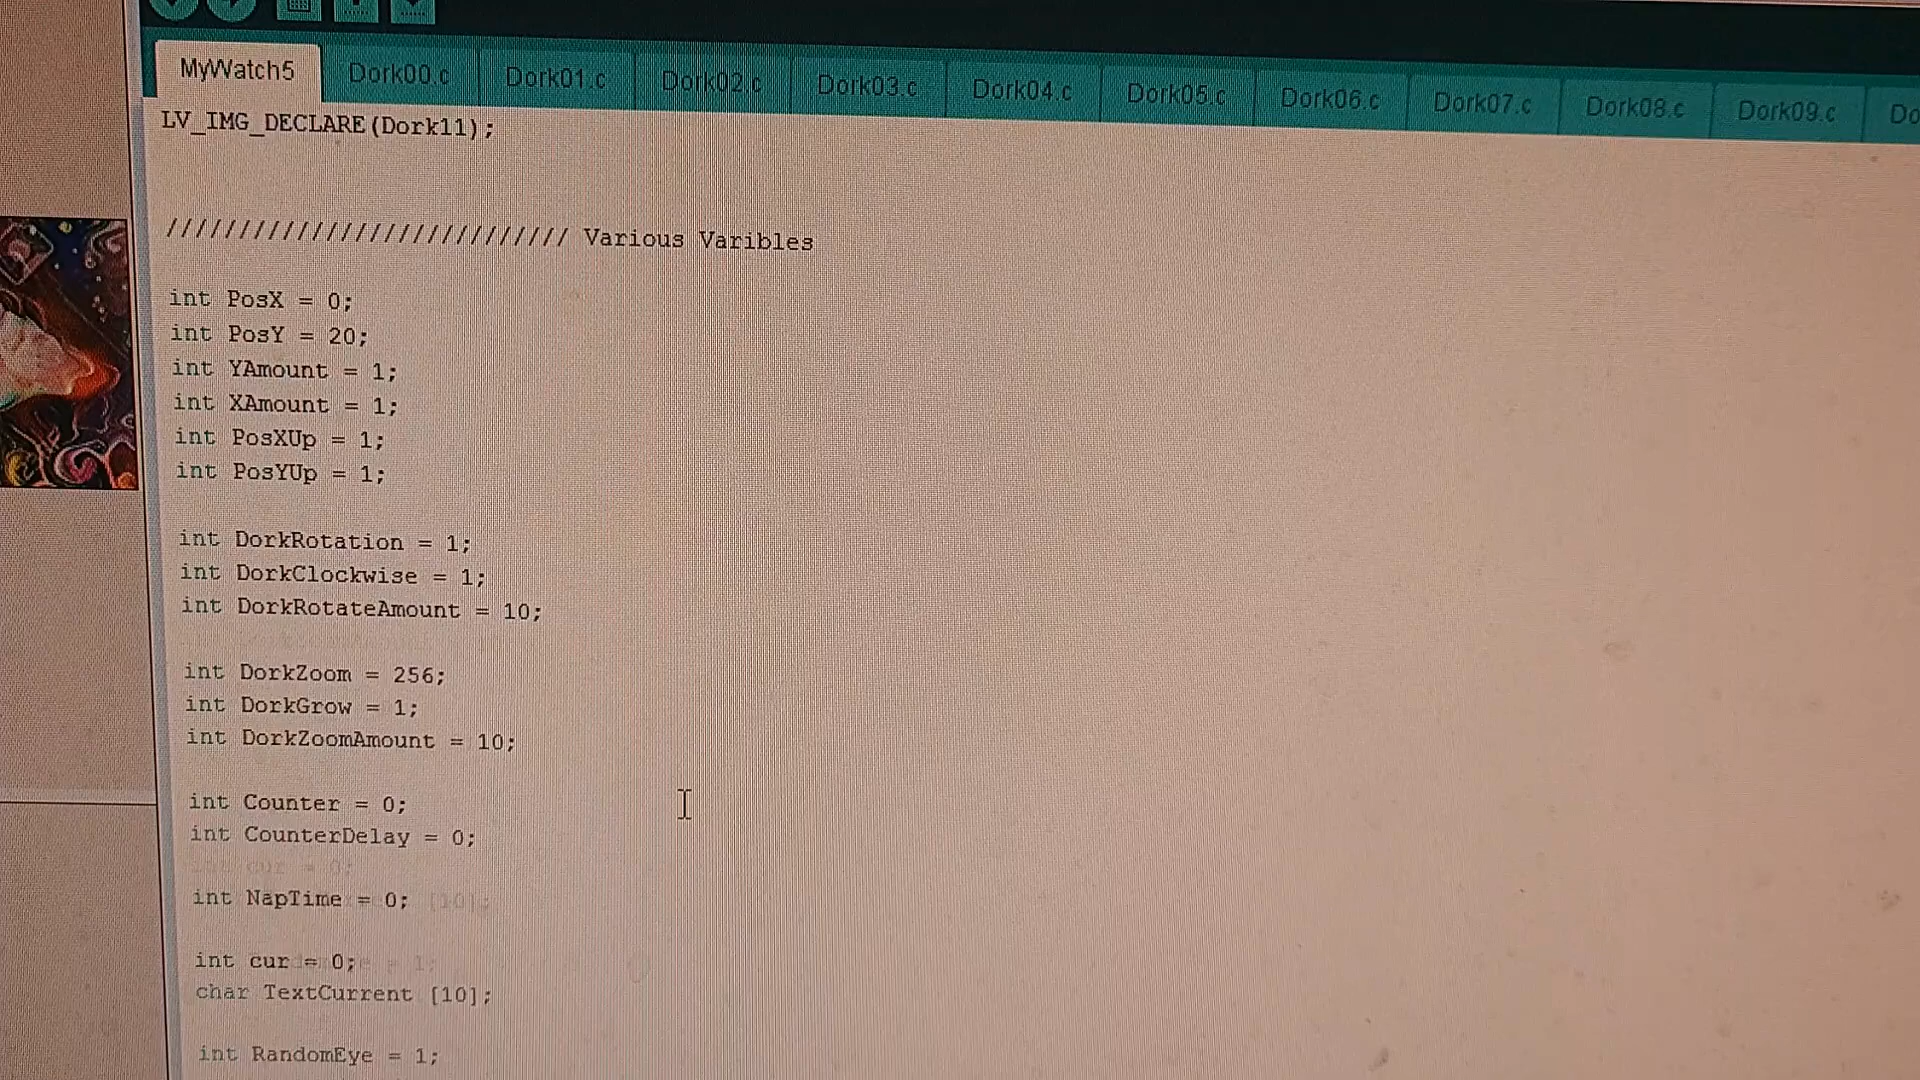 MyWatch5 Dork00.c Dork01.c Dork02.c Dork03.c Dork04.c Dork05.c Dork06.c Dork07.c Dork08.c Dork09.c Do
LV_IMG_DECLARE(Dork11);
//////////////////////////// Various Varibles
int PosX = 0;
int PosY = 20;
int YAmount = 1;
int XAmount = 1;
int PosXUp = 1;
int PosYUp = 1;
int DorkRotation = 1;
int DorkClockwise = 1;
int DorkRotateAmount = 10;
int DorkZoom = 256;
int DorkGrow = 1;
int DorkZoomAmount = 10;
int Counter = 0;
int CounterDelay = 0;
int NapTime = 0;
int cur = 0;
char TextCurrent [10];
int RandomEye = 1;